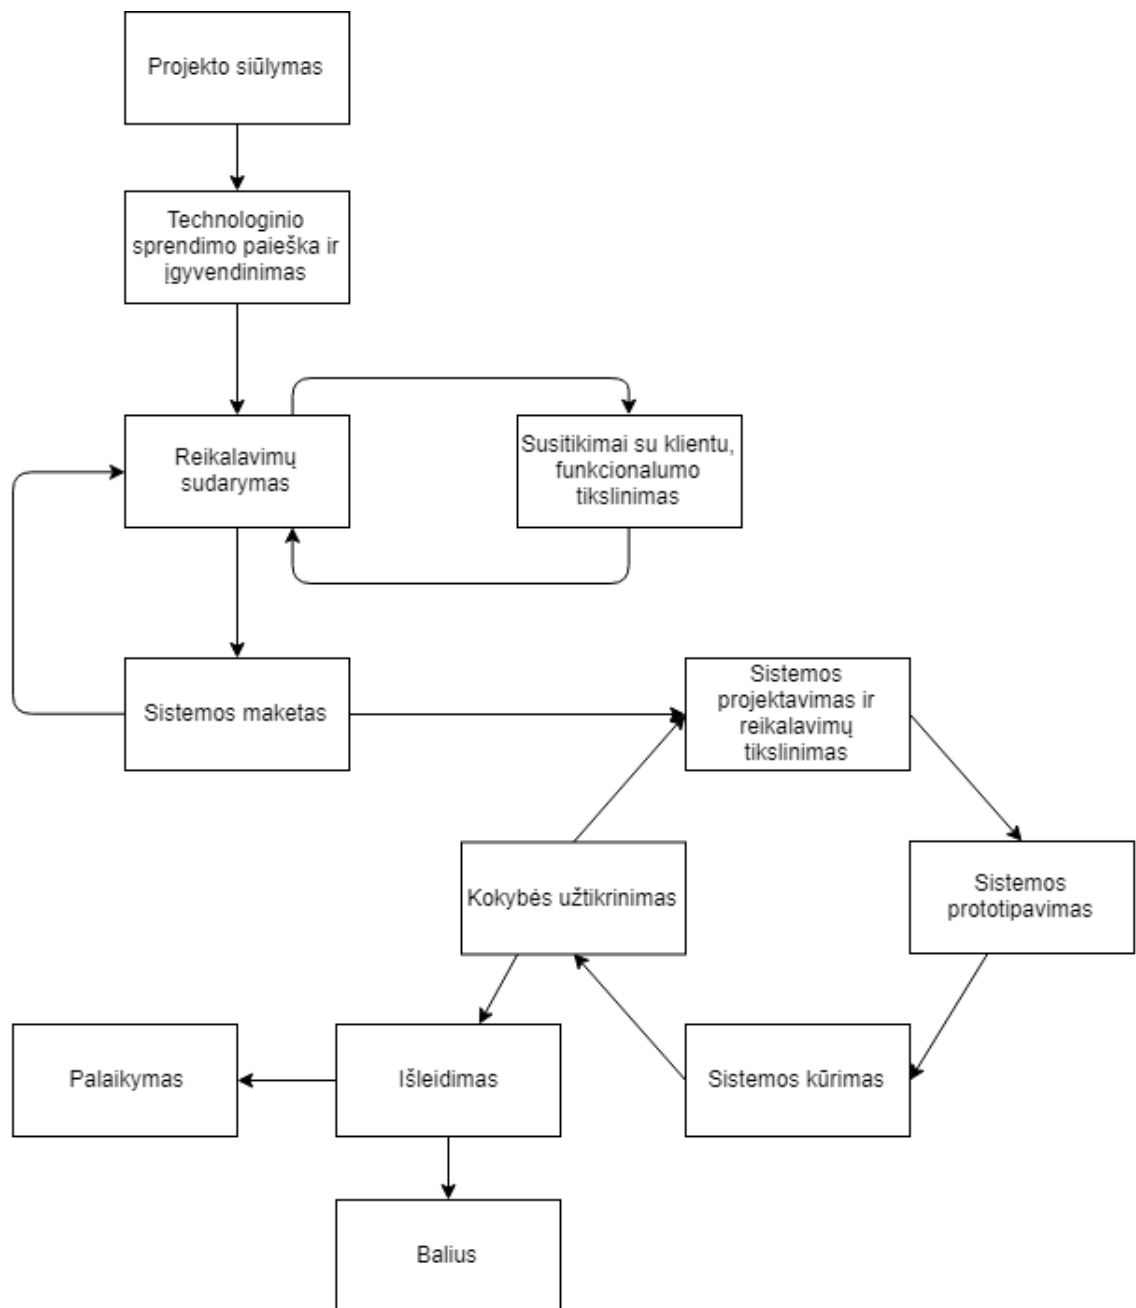 Projekto siūlymas
Technologinio
sprendimo paieška ir
įgyvendinimas
Reikalavimų
sudarymas
Susitikimai su klientu,
funkcionalumo
tikslinimas
Sistemos maketas
Sistemos
projektavimas ir
reikalavimų
tikslinimas
Kokybės užtikrinimas
Sistemos
prototipavimas
Palaikymas
Išleidimas
Sistemos kūrimas
Balius